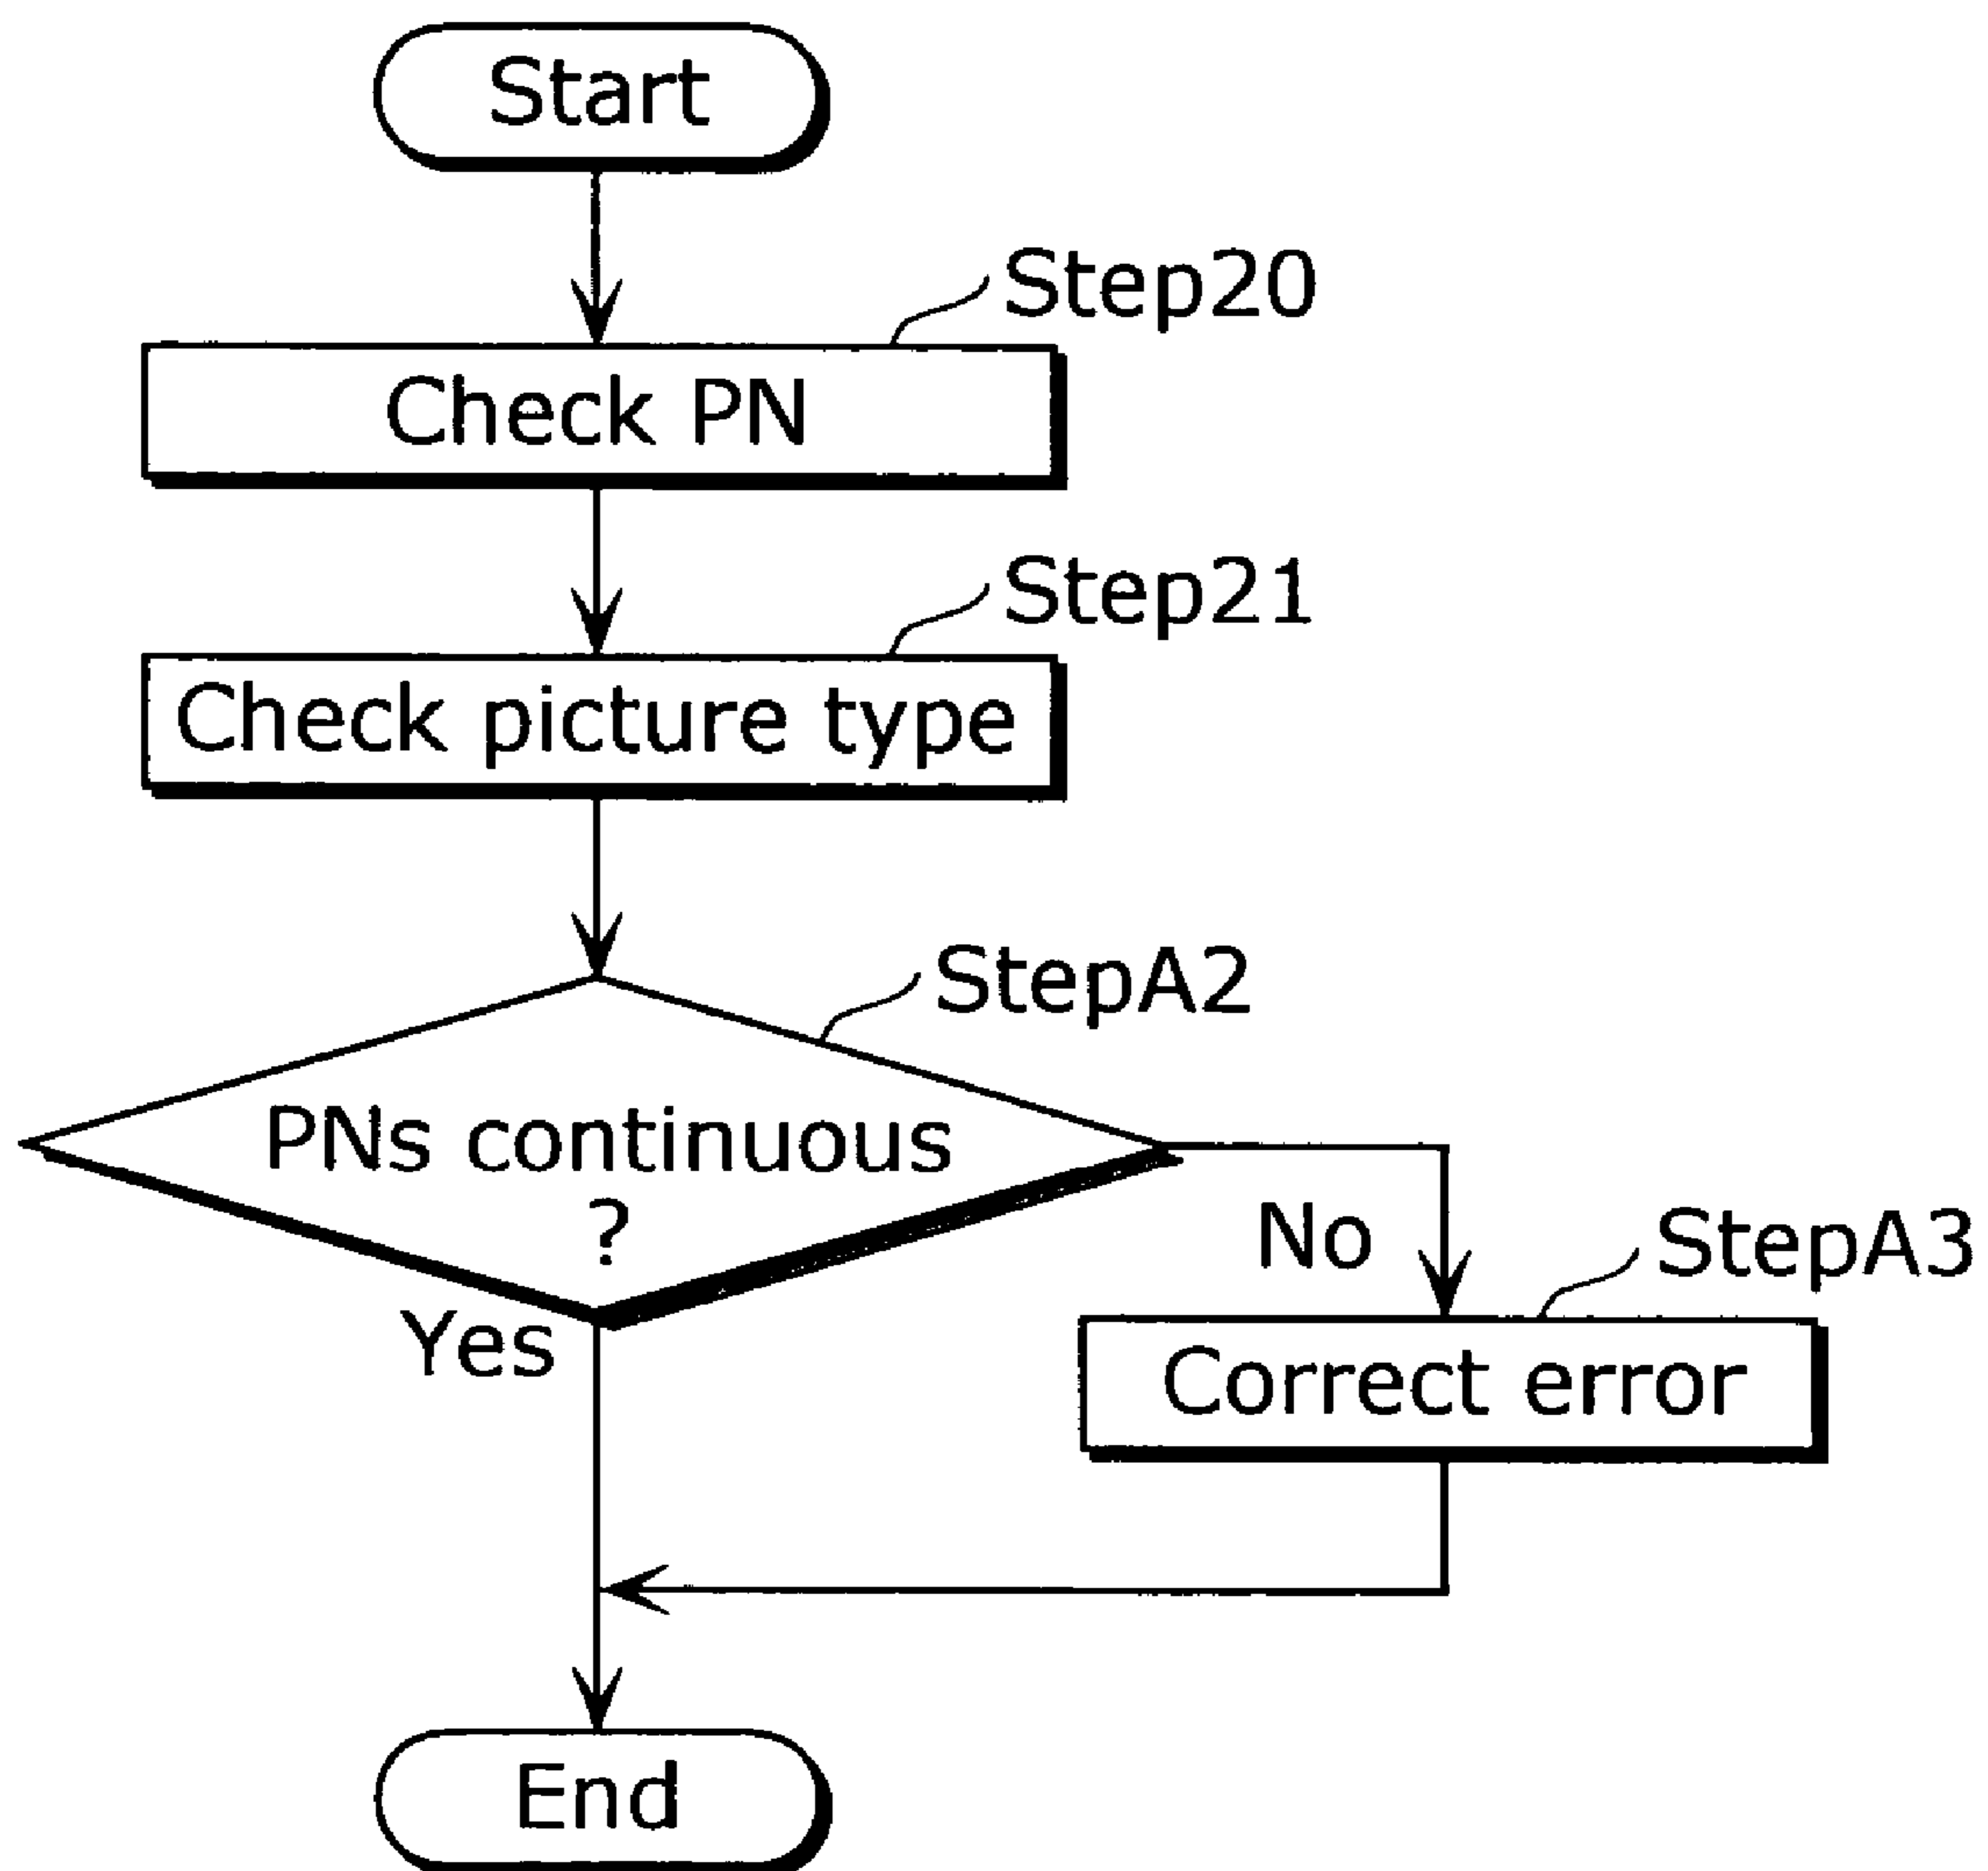 Start
Step20
Check PN
Step21
Check picture type
StepA2
PNs continuous
?
No
StepA3
Yes
Correct error
End